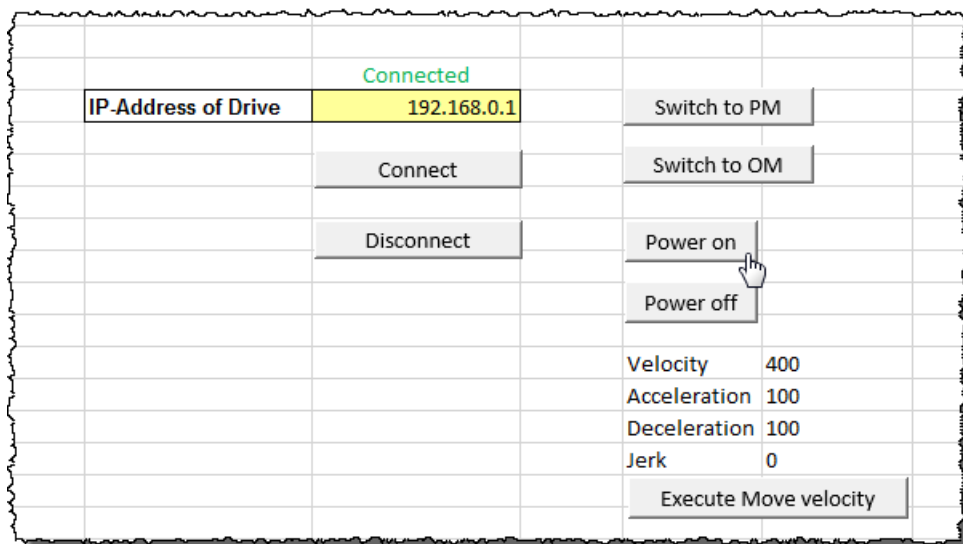 Connected
IP-Address of Drive 192.168.0.1
Switch to PM
Connect
Switch to OM
Disconnect
Power on
Power off
Velocity 400
Acceleration 100
Deceleration 100
Jerk 0
Execute Move velocity